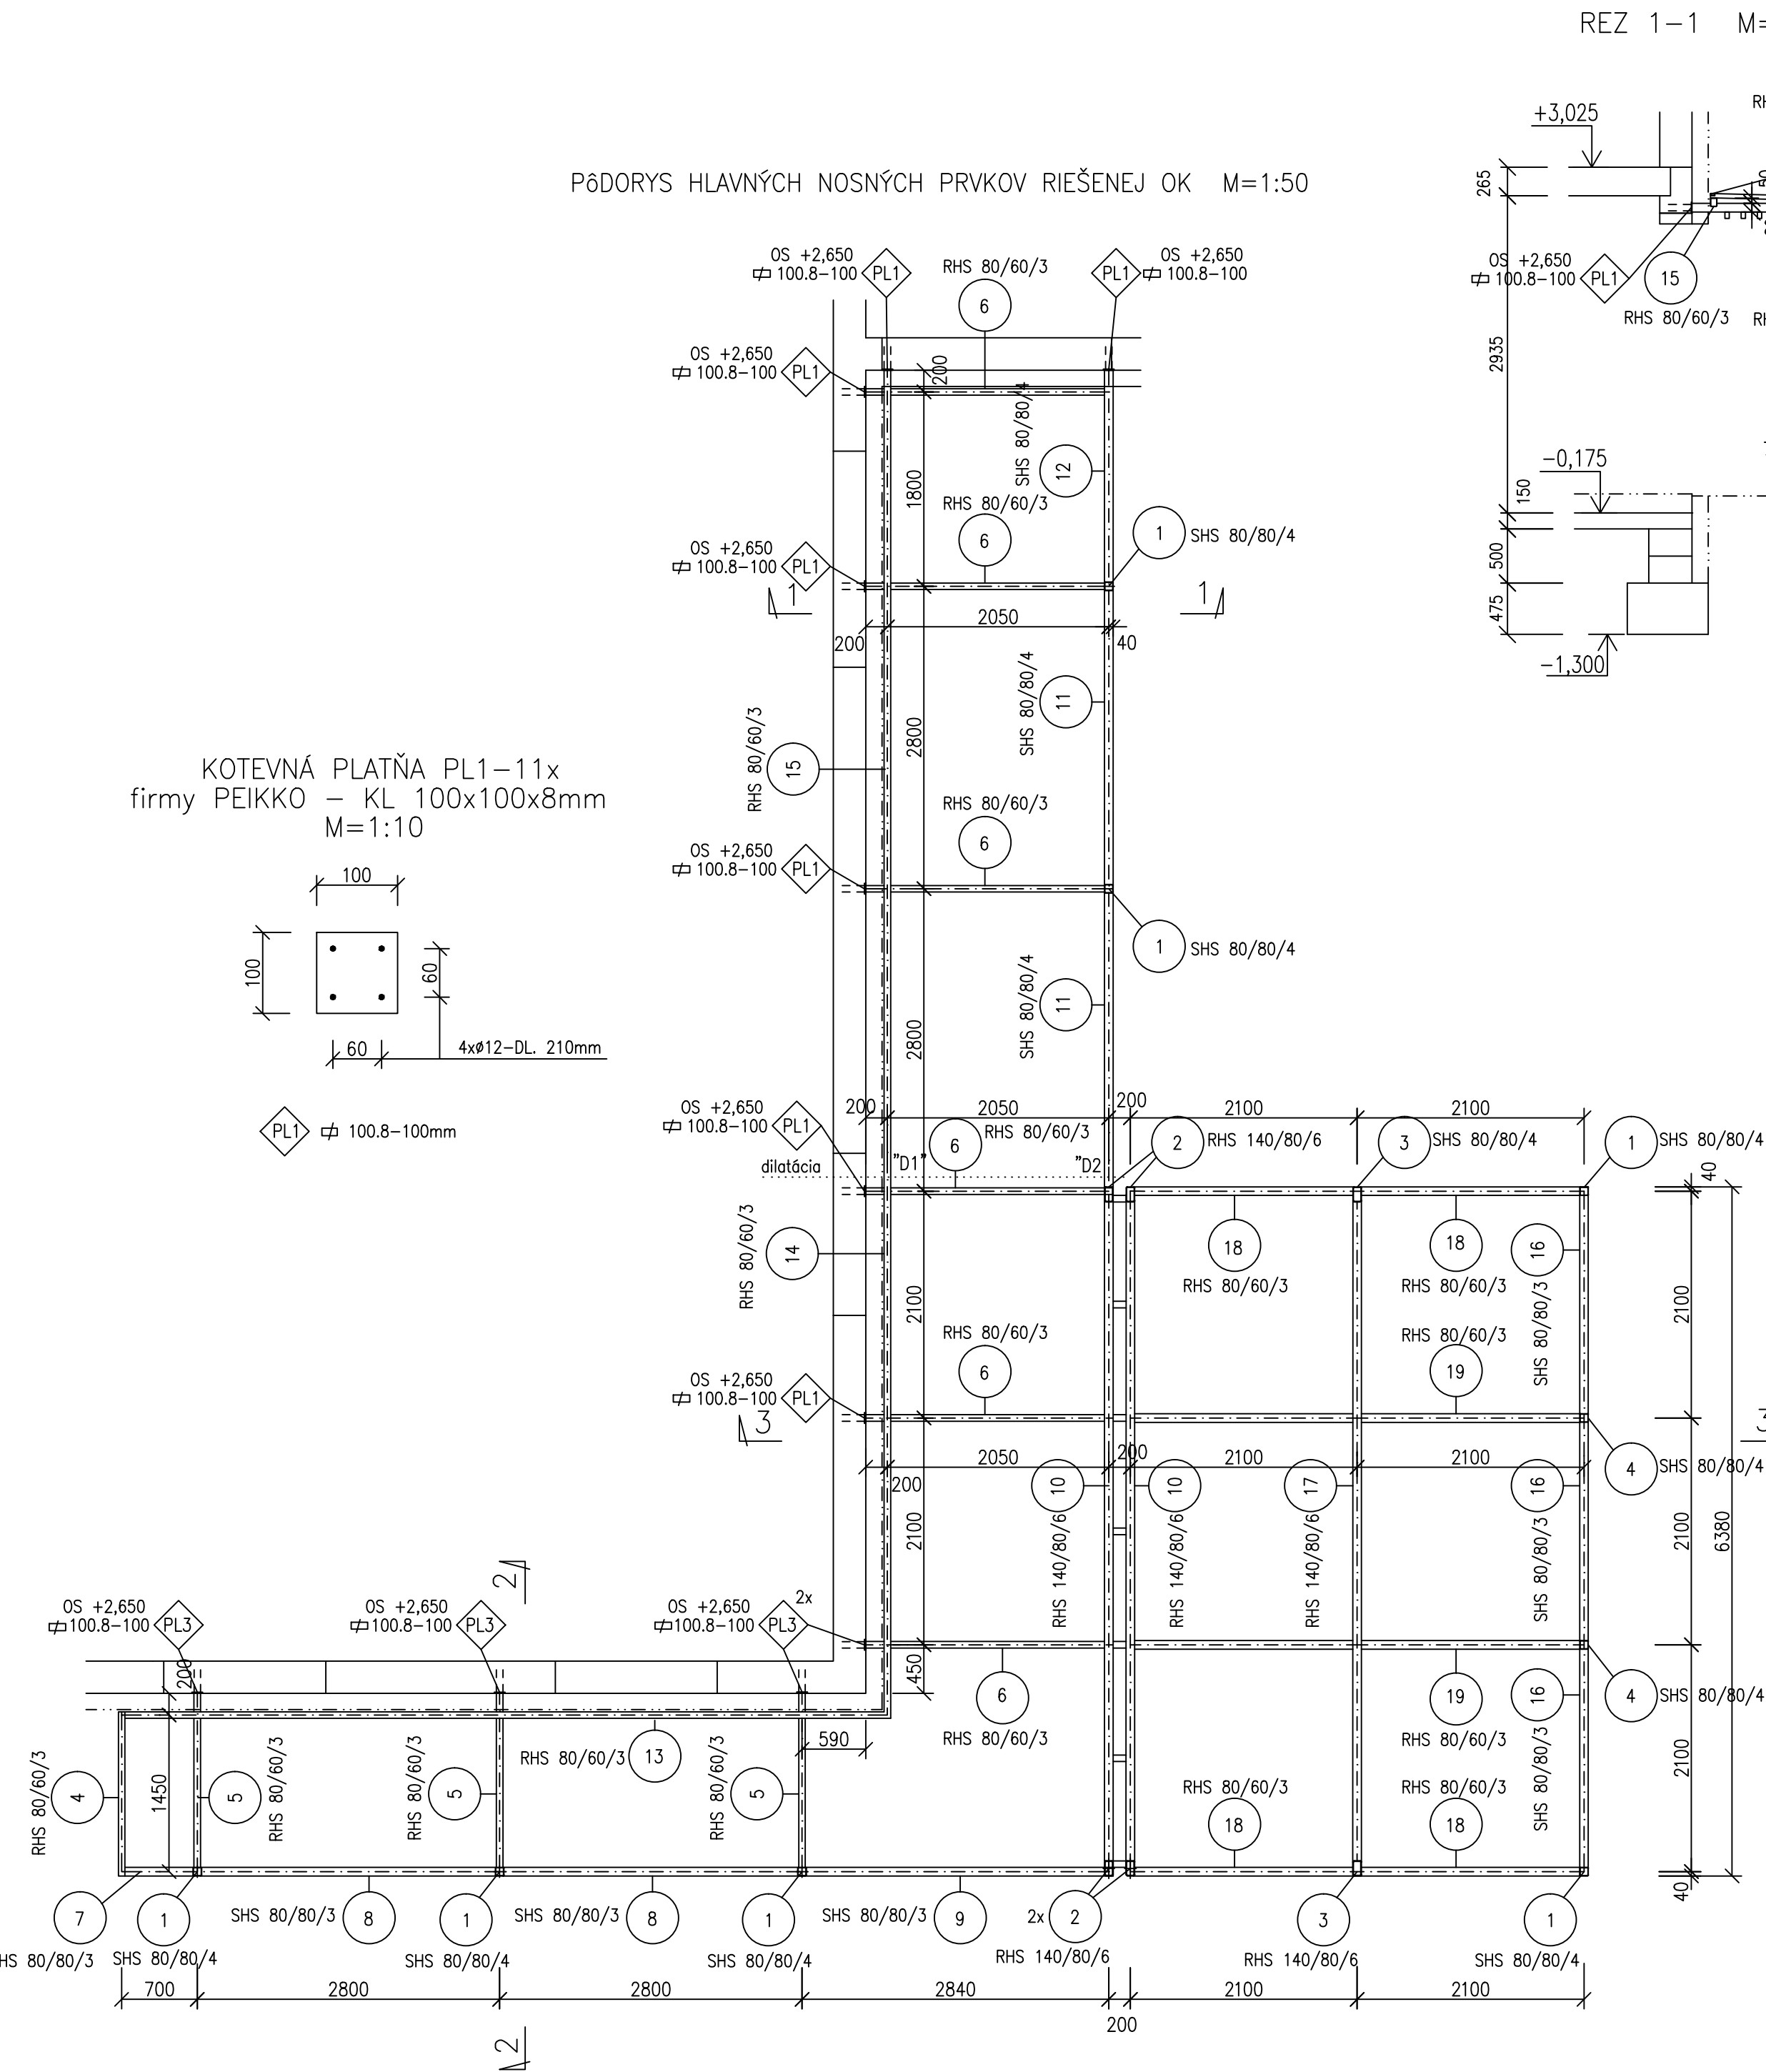 REZ 1-1 M=
PôDORYS HLAVNÝCH NOSNÝCH PRVKOV RIEŠENEJ OK M=1:50
+3,025
265
OS +2,650
100.8-100
PL1
15
RHS 80/60/3
2935
-0,175
150
500
475
-1,300
OS +2,650
100.8-100
PL1
RHS 80/60/3
6
PL1
OS +2,650
100.8-100
OS +2,650
100.8-100
PL1
200
SHS 80/80/4
12
1800
RHS 80/60/3
6
1
SHS 80/80/4
OS +2,650
100.8-100
PL1
1
1
2050
200
40
SHS 80/80/4
11
2800
RHS 80/60/3
15
KOTEVNÁ PLATŇA PL1-11x
firmy PEIKKO - KL 100x100x8mm
M=1:10
100
100
60
60
4xø12-DL. 210mm
PL1
100.8-100mm
RHS 80/60/3
6
OS +2,650
100.8-100
PL1
1
SHS 80/80/4
SHS 80/80/4
11
2800
200
2050
200
2100
2100
OS +2,650
100.8-100
PL1
6
RHS 80/60/3
2
RHS 140/80/6
3
SHS 80/80/4
1
SHS 80/80/4
dilatácia
"D1"
"D2
40
RHS 80/60/3
14
2100
18
RHS 80/60/3
18
RHS 80/60/3
16
SHS 80/80/3
2100
RHS 80/60/3
6
RHS 80/60/3
19
OS +2,650
100.8-100
PL1
3
2050
200
2100
2100
4
SHS 80/80/4
200
10
RHS 140/80/6
10
RHS 140/80/6
17
RHS 140/80/6
16
SHS 80/80/3
2100
2100
6380
2
OS +2,650
100.8-100
PL3
OS +2,650
100.8-100
PL3
OS +2,650
100.8-100
PL3
2x
200
450
6
RHS 80/60/3
19
RHS 80/60/3
16
SHS 80/80/3
4
SHS 80/80/4
2100
590
RHS 80/60/3
4
1450
5
RHS 80/60/3
RHS 80/60/3
5
RHS 80/60/3
13
RHS 80/60/3
5
RHS 80/60/3
18
RHS 80/60/3
18
40
7
1
SHS 80/80/3
8
1
SHS 80/80/3
8
1
SHS 80/80/3
9
2x
2
3
1
HS 80/80/3
SHS 80/80/4
SHS 80/80/4
SHS 80/80/4
RHS 140/80/6
RHS 140/80/6
SHS 80/80/4
700
2800
2800
2840
200
2100
2100
2